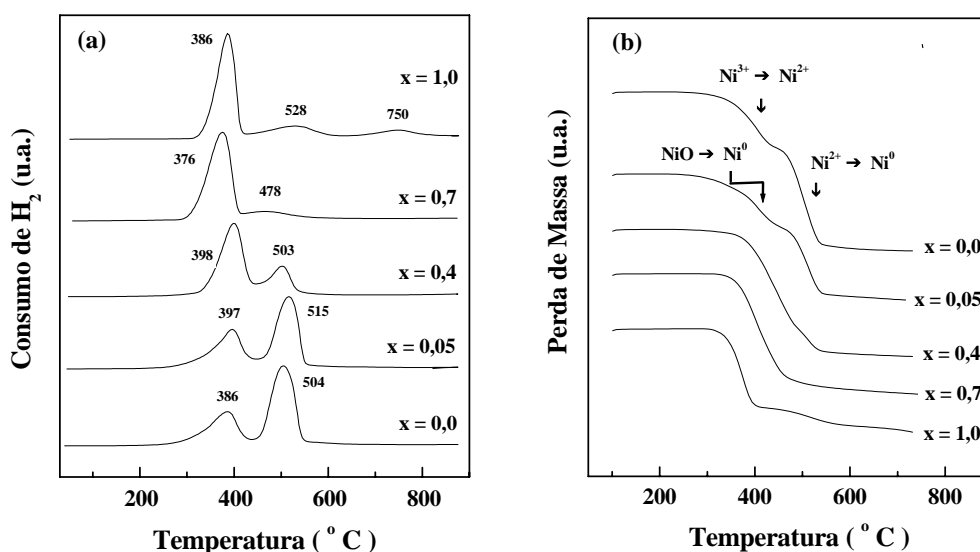 (a)
386
x = 1,0
528
750
376
x = 0,7
478
398
503
x = 0,4
397
515
x = 0,05
386
504
x = 0,0
Consumo de H2 (u.a.)
200 400 600 800
Temperatura ( ° C )
(b)
Ni3+ → Ni2+
NiO → Ni0
Ni2+ → Ni0
x = 0,0
x = 0,05
x = 0,4
x = 0,7
x = 1,0
Perda de Massa (u.a.)
200 400 600 800
Temperatura ( ° C )